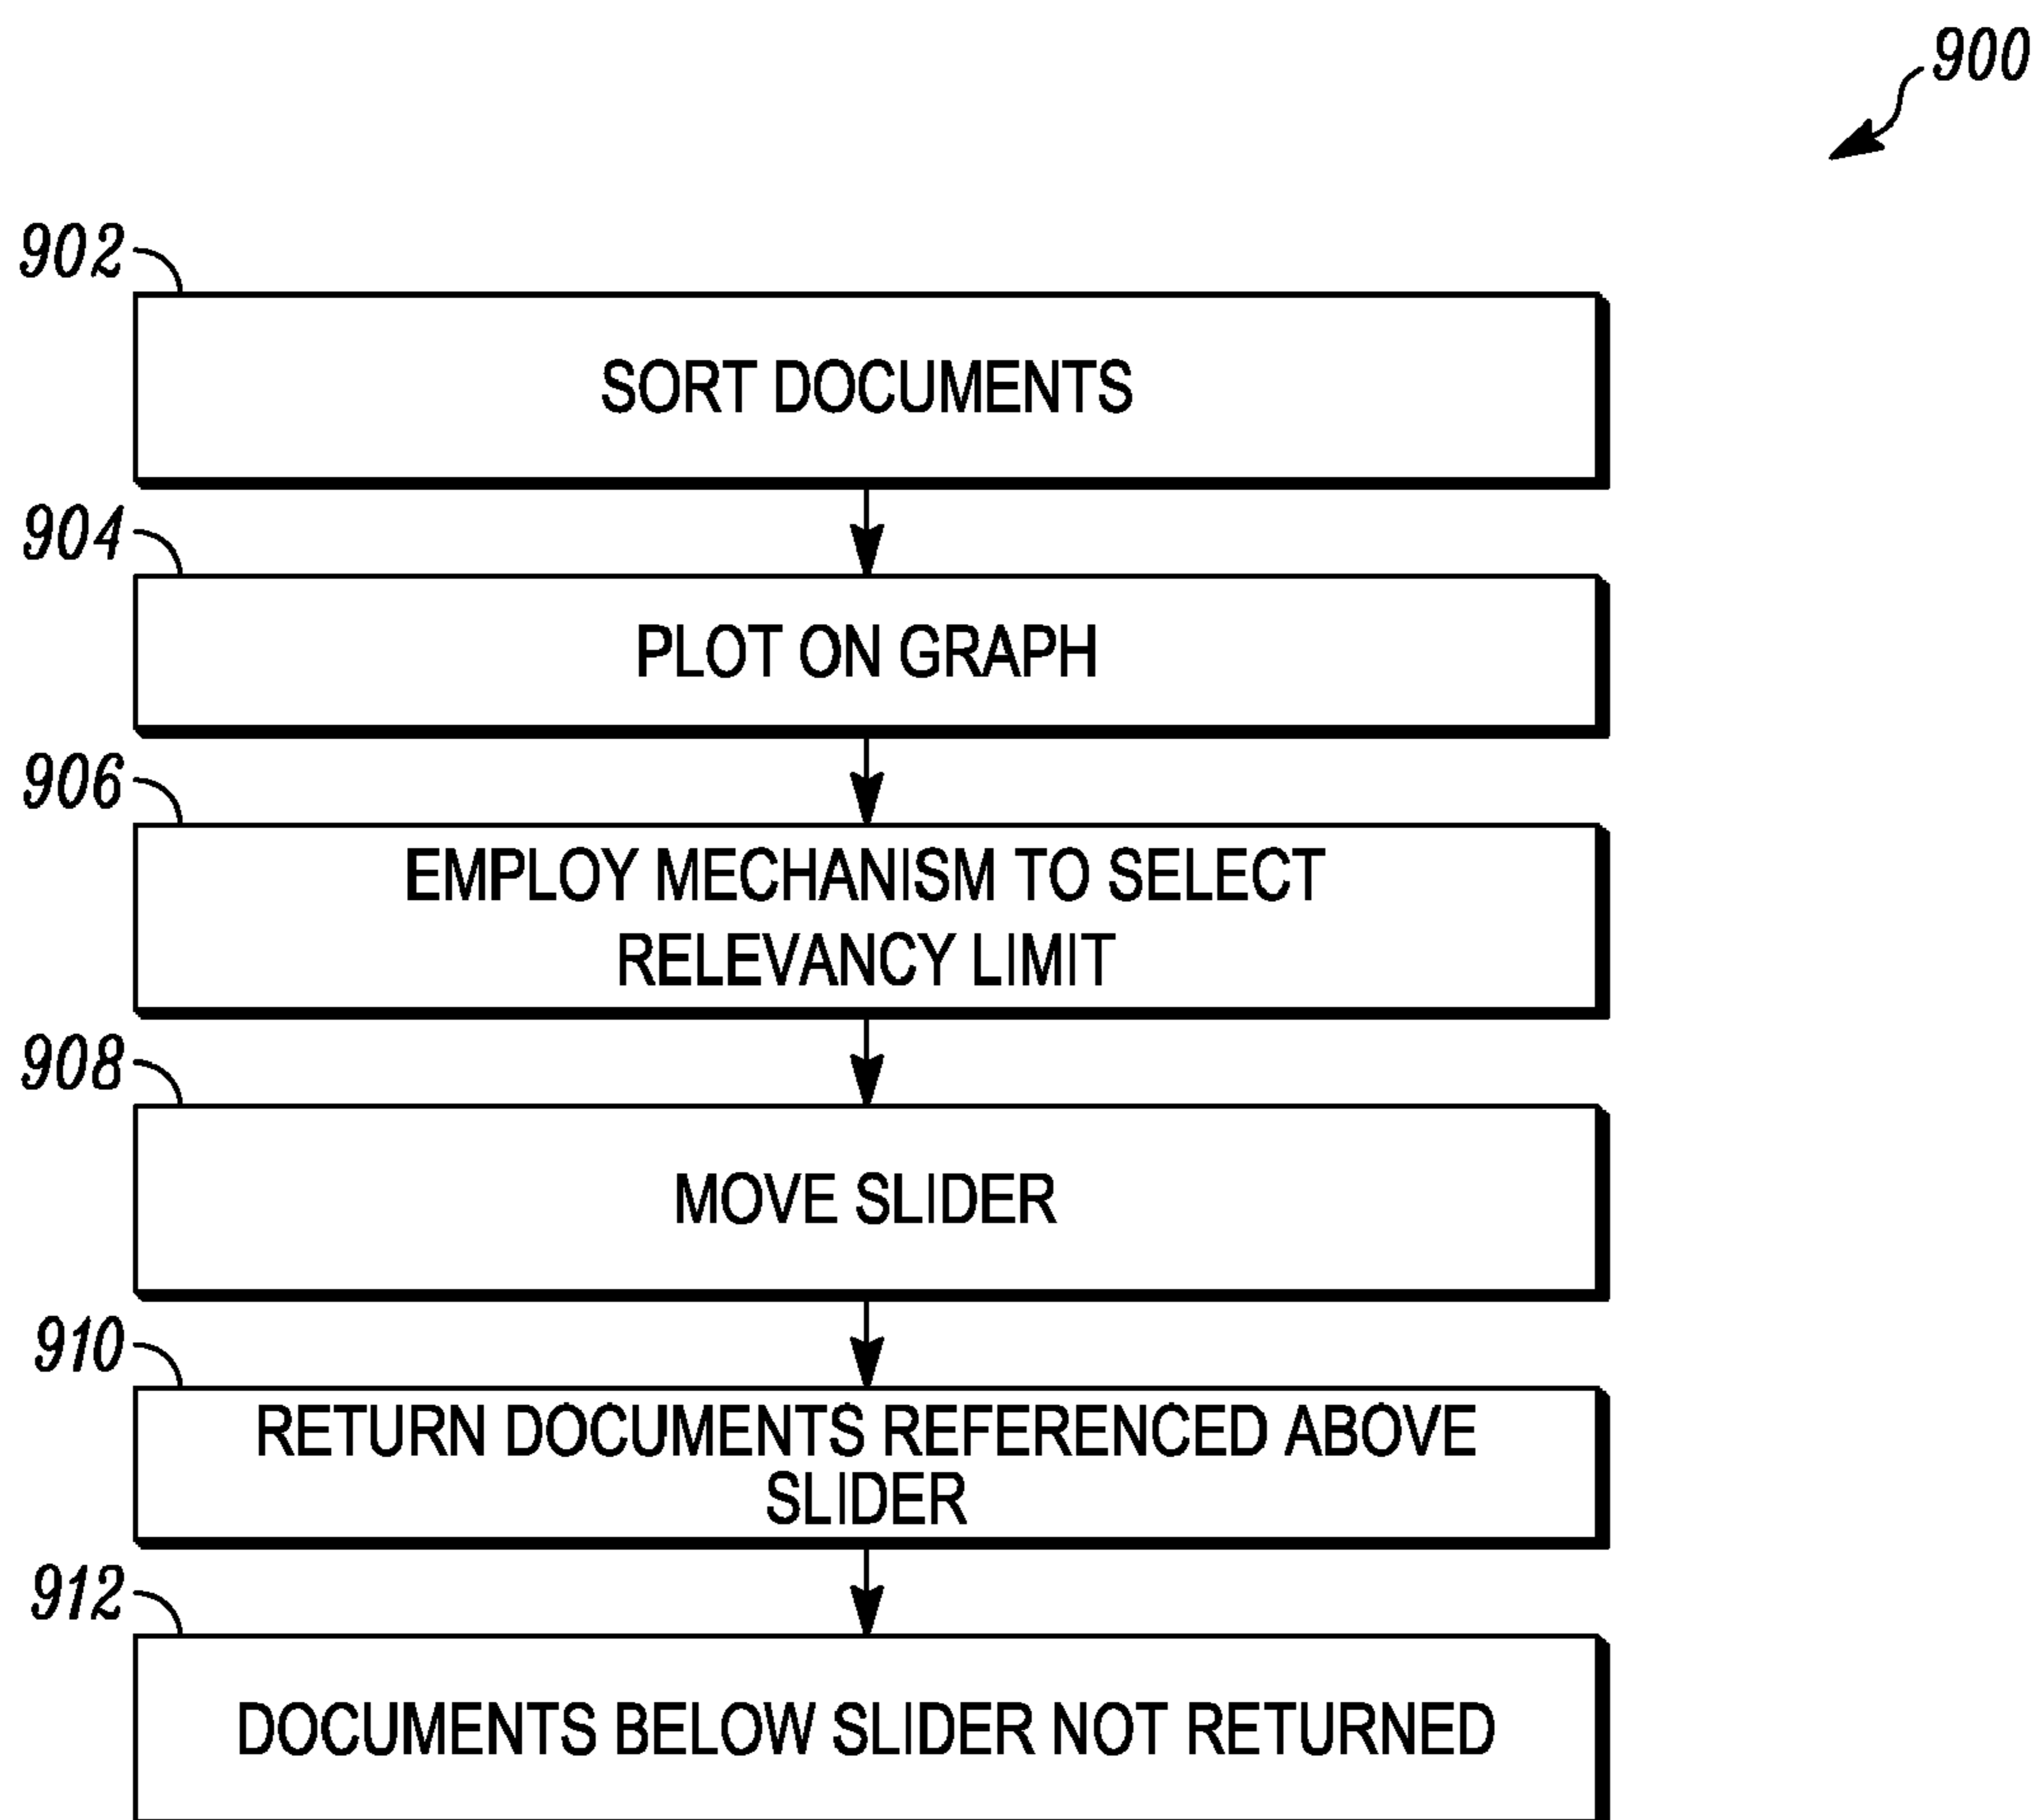 900
902
SORT DOCUMENTS
904
PLOT ON GRAPH
906
EMPLOY MECHANISM TO SELECT
RELEVANCY LIMIT
908
MOVE SLIDER
910
RETURN DOCUMENTS REFERENCED ABOVE
SLIDER
912
DOCUMENTS BELOW SLIDER NOT RETURNED